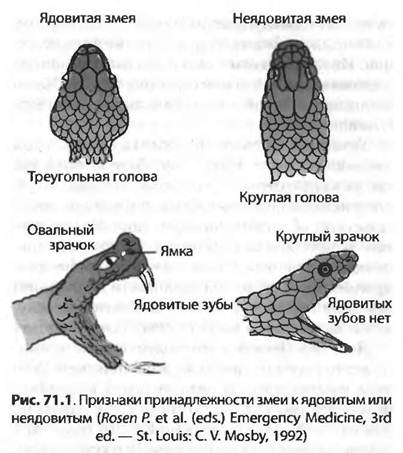 Ядовитая змея
Неядовитая змея
Треугольная голова
Круглая голова
Овальный
зрачок
Ямка
Ядовитые зубы
Круглый зрачок
Ядовитых
зубов нет
Рис. 71.1. Признаки принадлежности змеи к ядовитым или
неядовитым (Rosen P. et al. (eds.) Emergency Medicine, 3rd
ed. — St. Louis: C. V. Mosby, 1992)